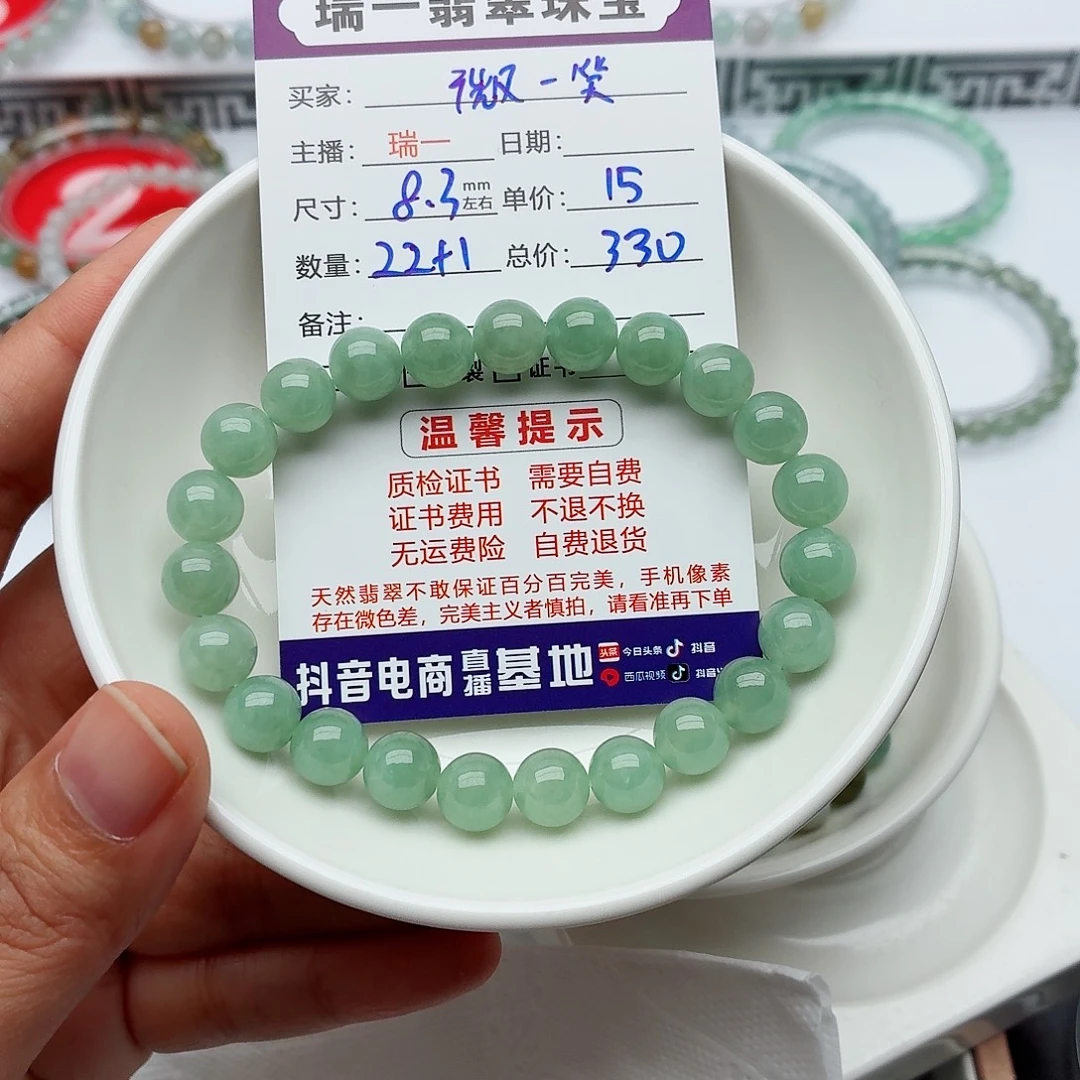 瑞一翡翠珠宝
买家： 微一笑
主播： 瑞一 日期：
尺寸： 8.3 mm左右 单价： 15
数量： 22+1 总价： 330
备注：
证书
温馨提示
质检证书 需要自费
证书费用 不退不换
无运费险 自费退货
天然翡翠不敢保证百分百完美，手机像素
存在微色差，完美主义者慎拍，请看准再下单
抖音电商直播基地
头条 今日头条 抖音
西瓜视频